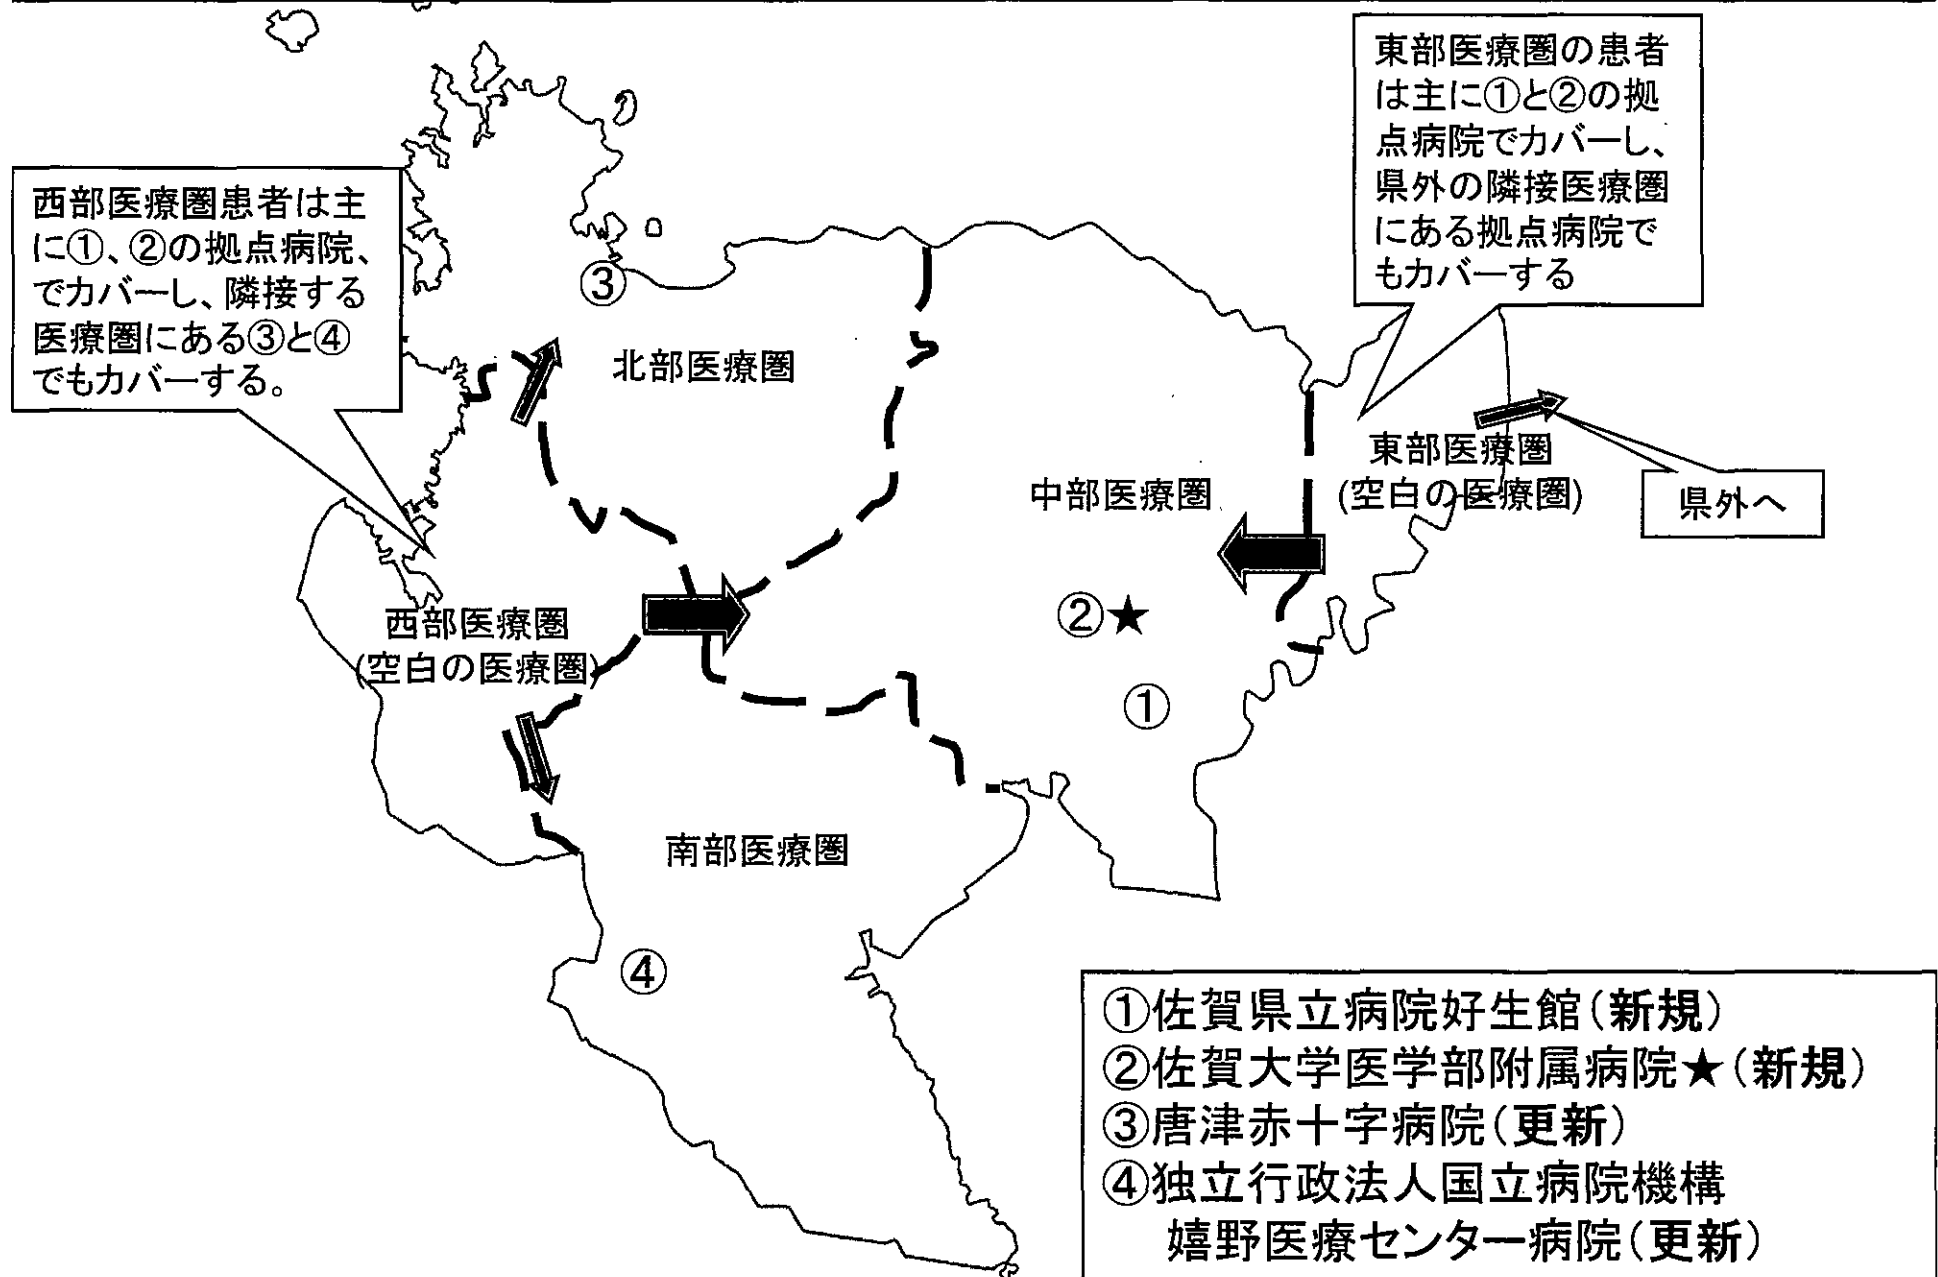 東部医療圏の患者
は主に①と②の拠
点病院でカバーし、
県外の隣接医療圏
にある拠点病院で
もカバーする
西部医療圏患者は主
に①、②の拠点病院、
でカバーし、隣接する
医療圏にある③と④
でもカバーする。
③
北部医療圏
東部医療圏
(空白の医療圏)
中部医療圏
県外へ
②★
西部医療圏
(空白の医療圏)
①
南部医療圏
④
①佐賀県立病院好生館(新規)
②佐賀大学医学部附属病院★(新規)
③唐津赤十字病院(更新)
④独立行政法人国立病院機構
嬉野医療センター病院(更新)